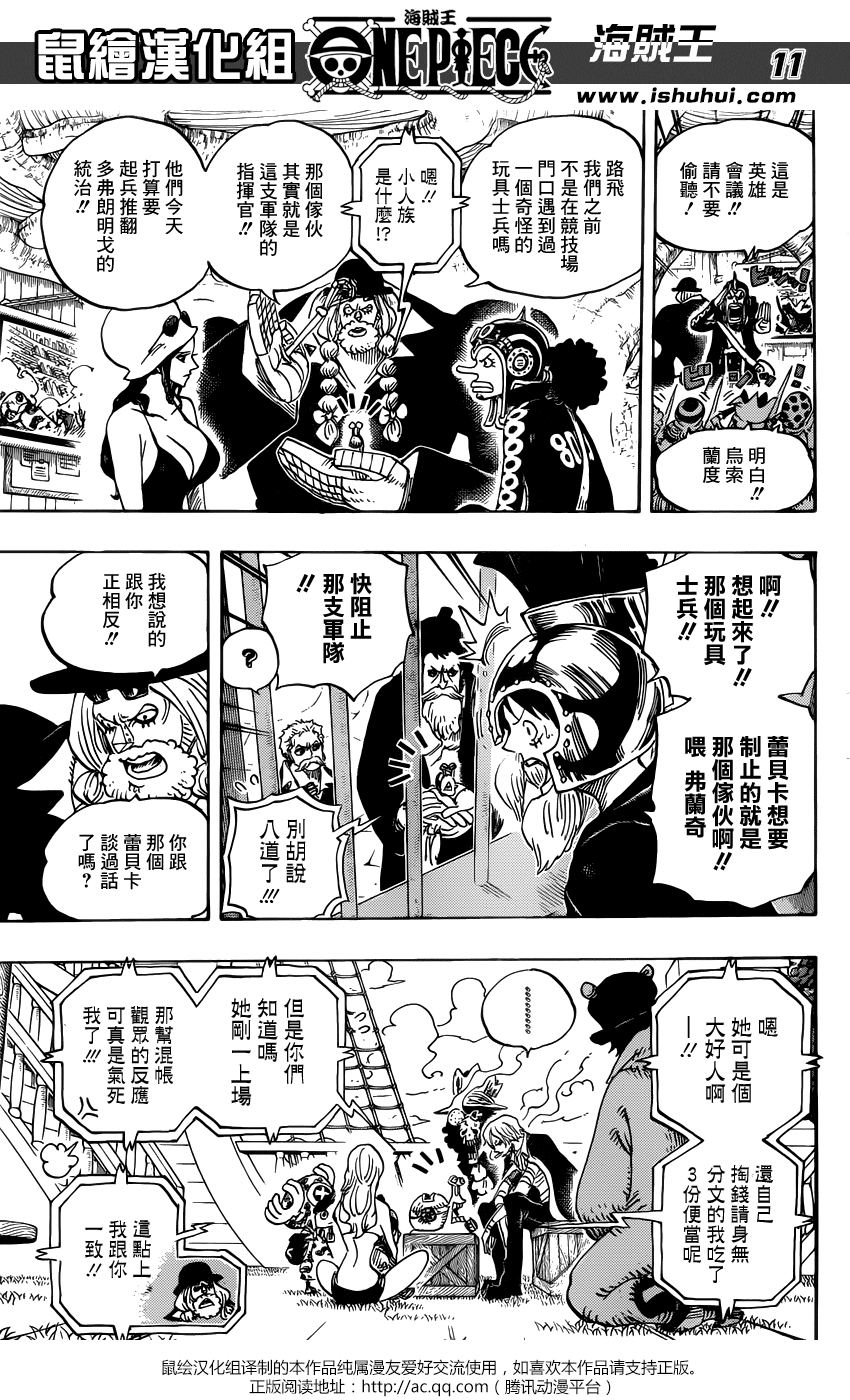 鼠繪漢化組
海賊王
ONE PIECE
海賊王
11
www.ishuhui.com
這是
英雄
會議!!
請不要
偷聽!
明白!!
烏索
蘭度
路飛
我們之前
不是在競技場
門口遇到過
一個奇怪的
玩具士兵嗎
嗯!!
小人族
是什麼!?
那個傢伙
其實就是
這支軍隊的
指揮官!!
他們今天
打算要
起兵推翻
多弗朗明戈的
統治!!
啊!!
想起來了!!
那個玩具
士兵!!
蕾貝卡想要
制止的就是
那個傢伙啊!!
喂 弗蘭奇
快阻止
那支軍隊
!!
?
別胡說
八道了!!!
我想說的
跟你
正相反!!
你跟
那個
蕾貝卡
談過話
了嗎?
嗯
她可是個
大好人啊
ー!!
還自己
掏錢請身無
分文的我吃了
3份便當呢
………
但是你們
知道嗎
她剛一上場
那幫混帳
觀眾的反應
可真是氣死
我了!!!
這點上
我跟你
一致!!
鼠绘汉化组译制的本作品纯属漫友爱好交流使用，如喜欢本作品请支持正版。
正版阅读地址：http://ac.qq.com（腾讯动漫平台）